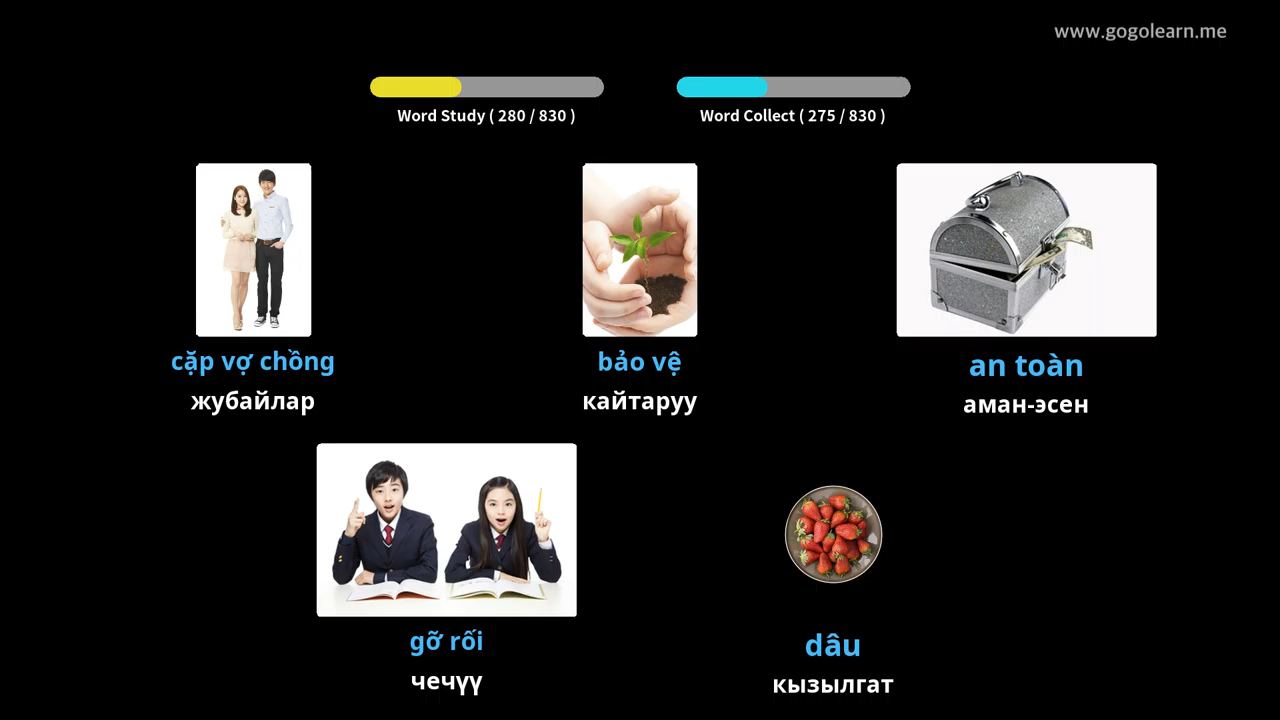 www.gogolearn.me
Word Study ( 280 / 830 )
Word Collect ( 275 / 830 )
cặp vợ chồng
жубайлар
bảo vệ
кайтаруу
an toàn
аман-эсен
gỡ rối
чечүү
dâu
кызылгат